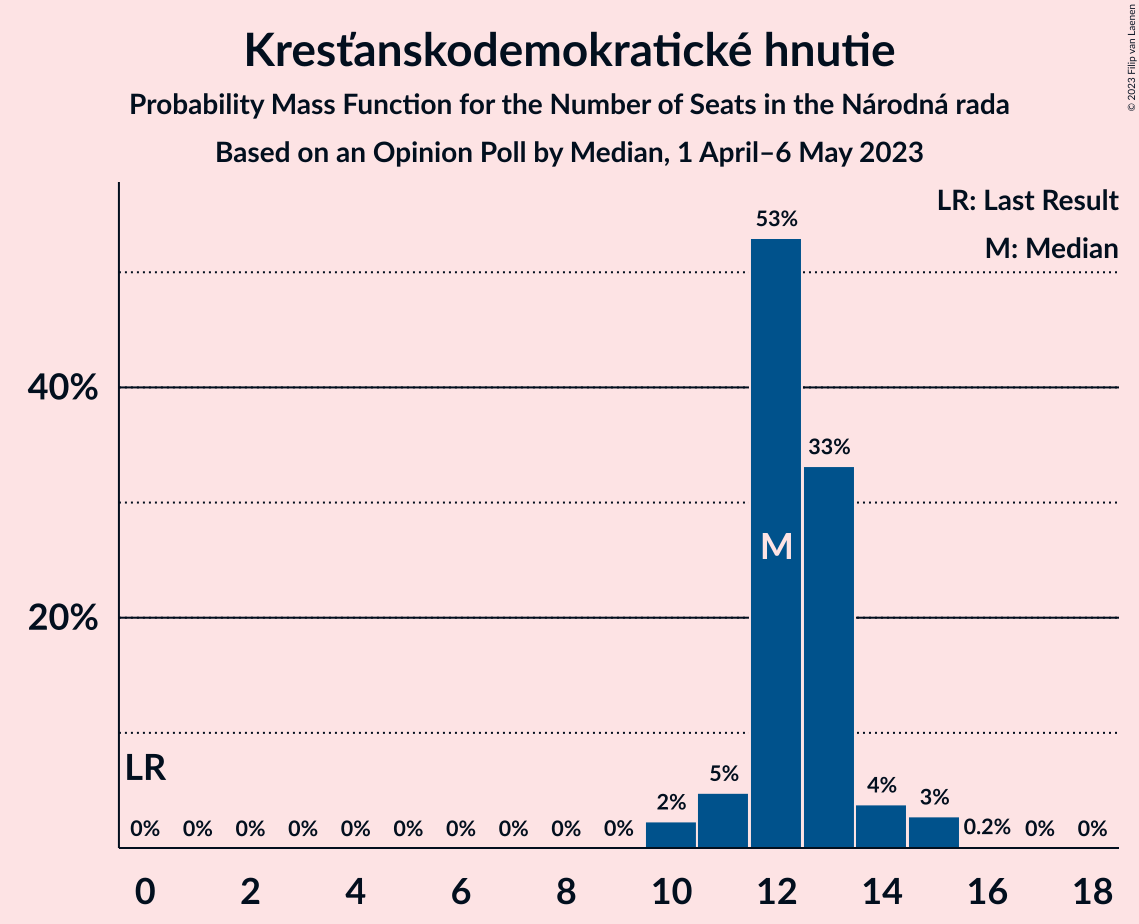 © 2023 Filip van Laenen
Kresťanskodemokratické hnutie
Probability Mass Function for the Number of Seats in the Národná rada
Based on an Opinion Poll by Median, 1 April–6 May 2023
LR: Last Result
M: Median
53%
40%
33%
M
20%
LR
0% 0% 0% 0% 0% 0% 0% 0% 0% 0% 2% 5% 4% 3% 0.2% 0% 0%
0 2 4 6 8 10 12 14 16 18